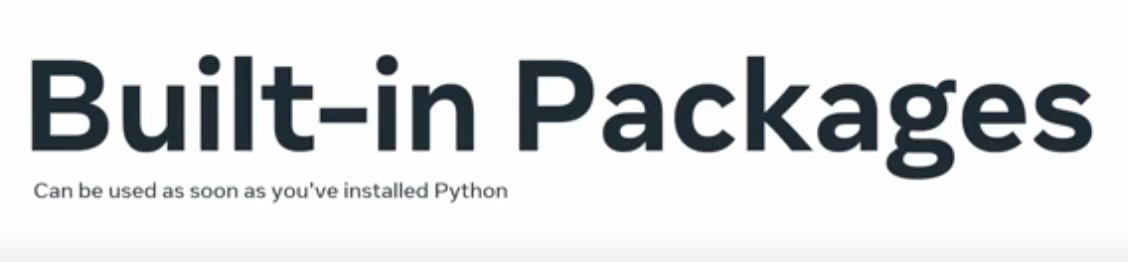 Built-in Packages
Can be used as soon as you've installed Python